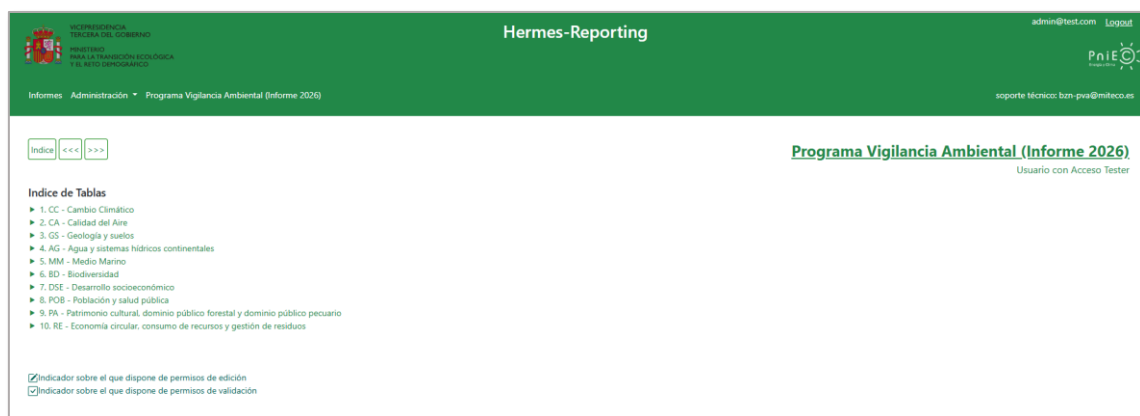 VICEPRESIDENCIA
TERCERA DEL GOBIERNO
MINISTERIO
PARA LA TRANSICIÓN ECOLÓGICA
Y EL RETO DEMOGRÁFICO
Hermes-Reporting
admin@test.com Logout
PniEC
Informes Administración Programa Vigilancia Ambiental (Informe 2026)
soporte técnico: bzn-pva@miteco.es
Indice <<< >>>
Programa Vigilancia Ambiental (Informe 2026)
Usuario con Acceso Tester
Indice de Tablas
1. CC - Cambio Climático
2. CA - Calidad del Aire
3. GS - Geología y suelos
4. AG - Agua y sistemas hídricos continentales
5. MM - Medio Marino
6. BD - Biodiversidad
7. DSE - Desarrollo socioeconómico
8. POB - Población y salud pública
9. PA - Patrimonio cultural, dominio público forestal y dominio público pecuario
10. RE - Economía circular, consumo de recursos y gestión de residuos
Indicador sobre el que dispone de permisos de edición
Indicador sobre el que dispone de permisos de validación